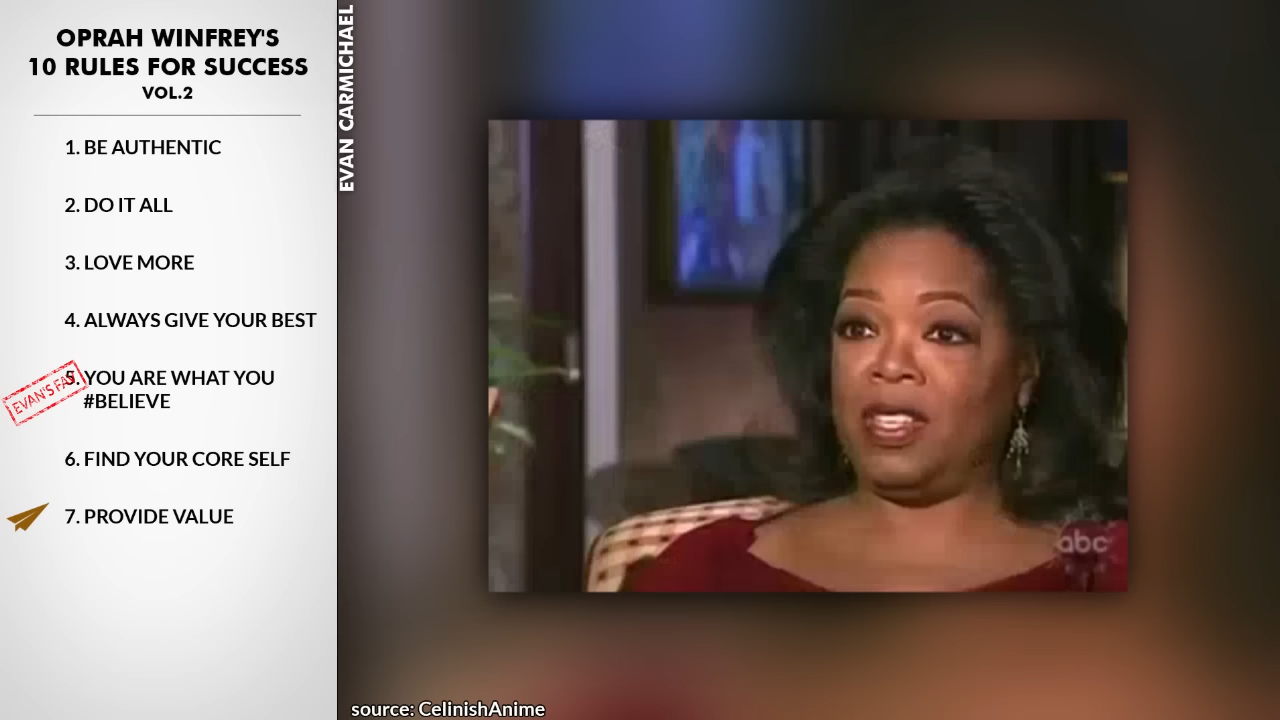 OPRAH WINFREY'S
10 RULES FOR SUCCESS
VOL.2
1. BE AUTHENTIC
2. DO IT ALL
3. LOVE MORE
4. ALWAYS GIVE YOUR BEST
EVAN'S
5. YOU ARE WHAT YOU
#BELIEVE
6. FIND YOUR CORE SELF
7. PROVIDE VALUE
EVAN CARMICHAEL
abc
source: CelinishAnime